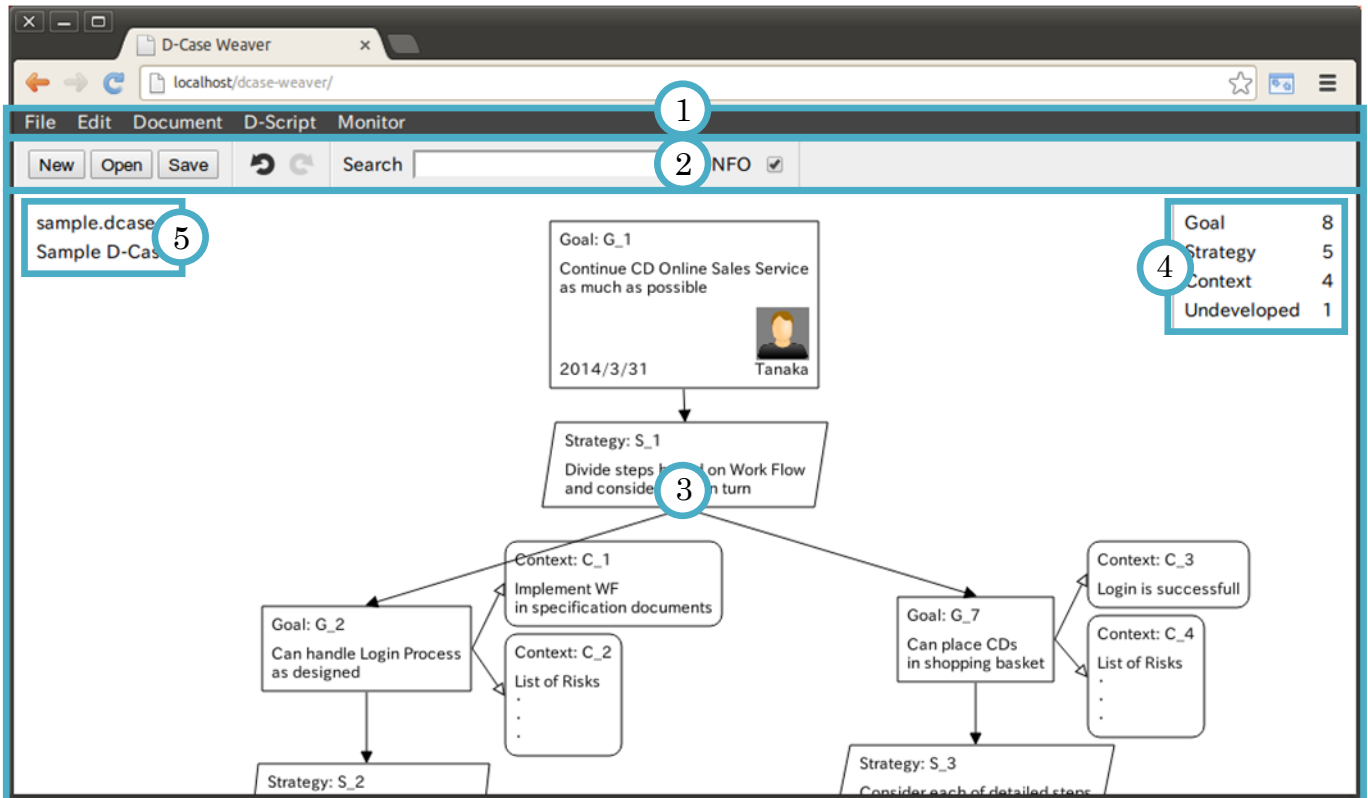 D-Case Weaver
localhost/dcase-weaver/
File Edit Document D-Script Monitor
1
New Open Save Search 2 NFO
sample.dcase
Sample D-Cas
5
Goal 8
Strategy 5
Context 4
Undeveloped 1
4
Goal: G_1
Continue CD Online Sales Service
as much as possible
2014/3/31 Tanaka
Strategy: S_1
Divide steps on Work Flow
and conside n turn
3
Context: C_1
Implement WF
in specification documents
Goal: G_2
Can handle Login Process
as designed
Context: C_2
List of Risks
.
.
.
Context: C_3
Login is successfull
Goal: G_7
Can place CDs
in shopping basket
Context: C_4
List of Risks
.
.
.
Strategy: S_2
Strategy: S_3
Consider each of detailed steps